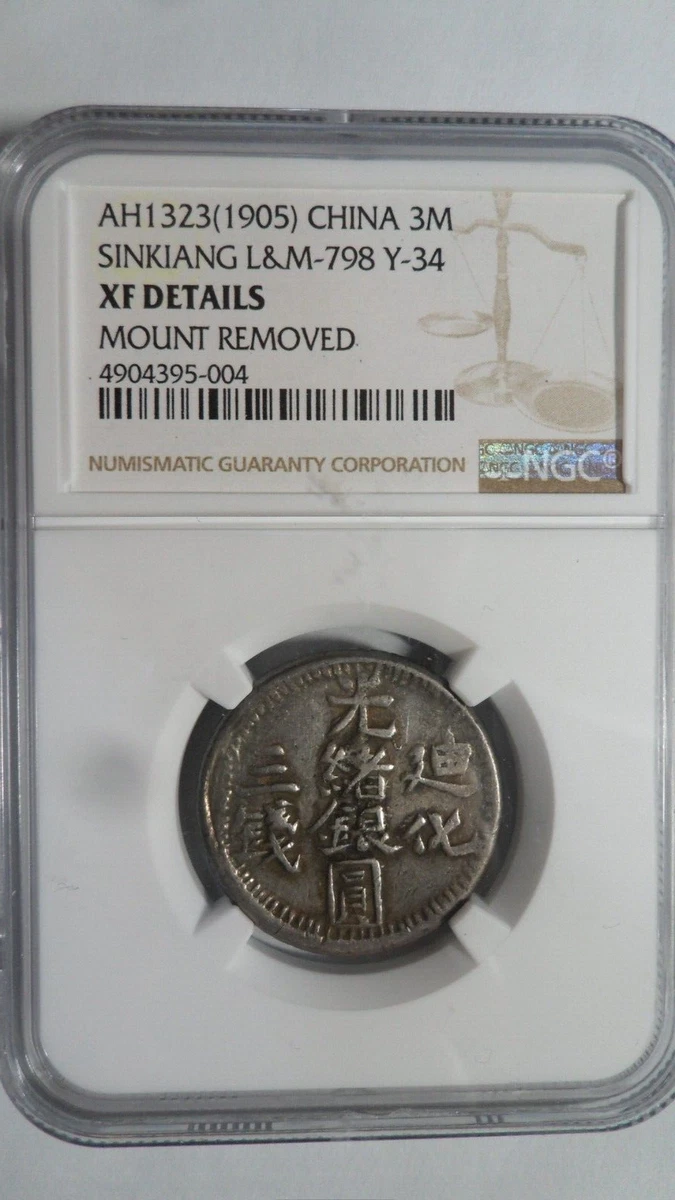 AH1323(1905) CHINA 3M
SINKIANG L&M-798 Y-34
XF DETAILS
MOUNT REMOVED
4904395-004
NUMISMATIC GUARANTY CORPORATION
NGC®
光緒銀圓
迪化
三錢